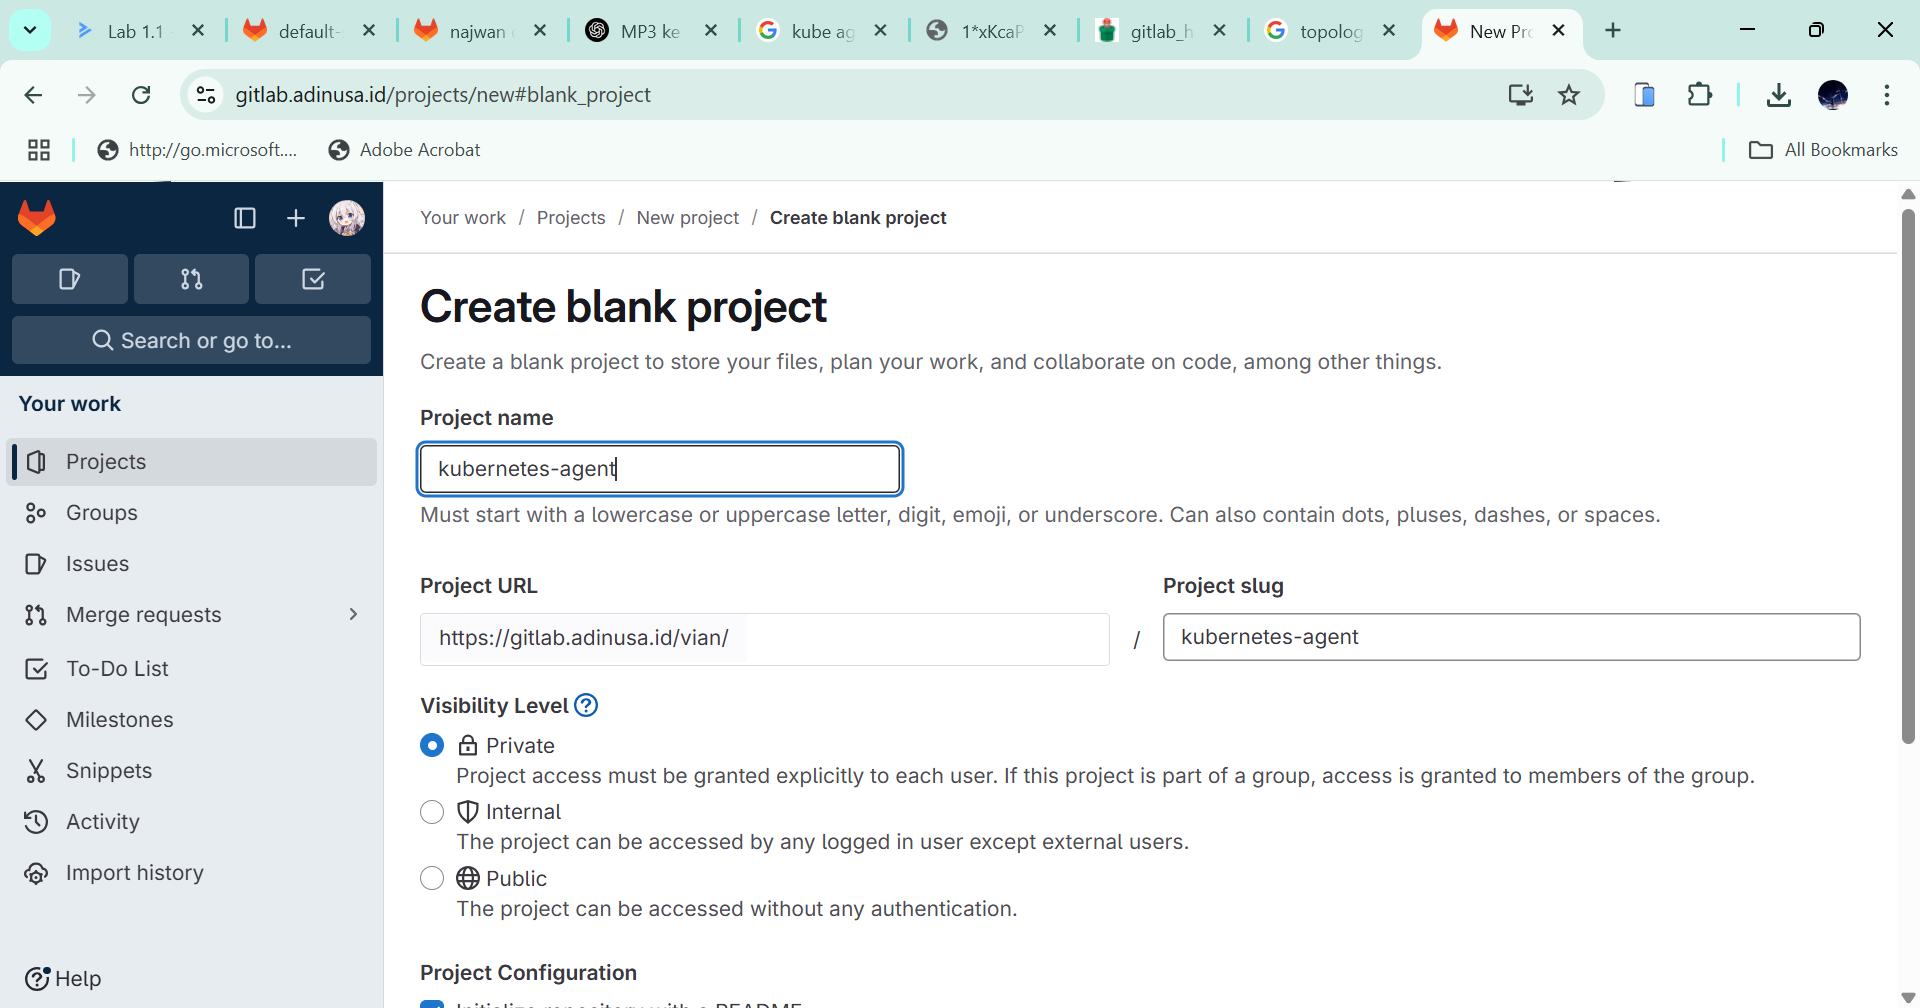 Lab 1.1
default-
najwan
MP3 ke
kube ag
1*xKcaP
gitlab_h
topolog
New Pro
gitlab.adinusa.id/projects/new#blank_project
http://go.microsoft....
Adobe Acrobat
All Bookmarks
Search or go to...
Your work
Projects
Groups
Issues
Merge requests
To-Do List
Milestones
Snippets
Activity
Import history
Help
Your work / Projects / New project / Create blank project
Create blank project
Create a blank project to store your files, plan your work, and collaborate on code, among other things.
Project name
kubernetes-agent
Must start with a lowercase or uppercase letter, digit, emoji, or underscore. Can also contain dots, pluses, dashes, or spaces.
Project URL
https://gitlab.adinusa.id/vian/
/
Project slug
kubernetes-agent
Visibility Level
Private
Project access must be granted explicitly to each user. If this project is part of a group, access is granted to members of the group.
Internal
The project can be accessed by any logged in user except external users.
Public
The project can be accessed without any authentication.
Project Configuration
Initialize repository with a README